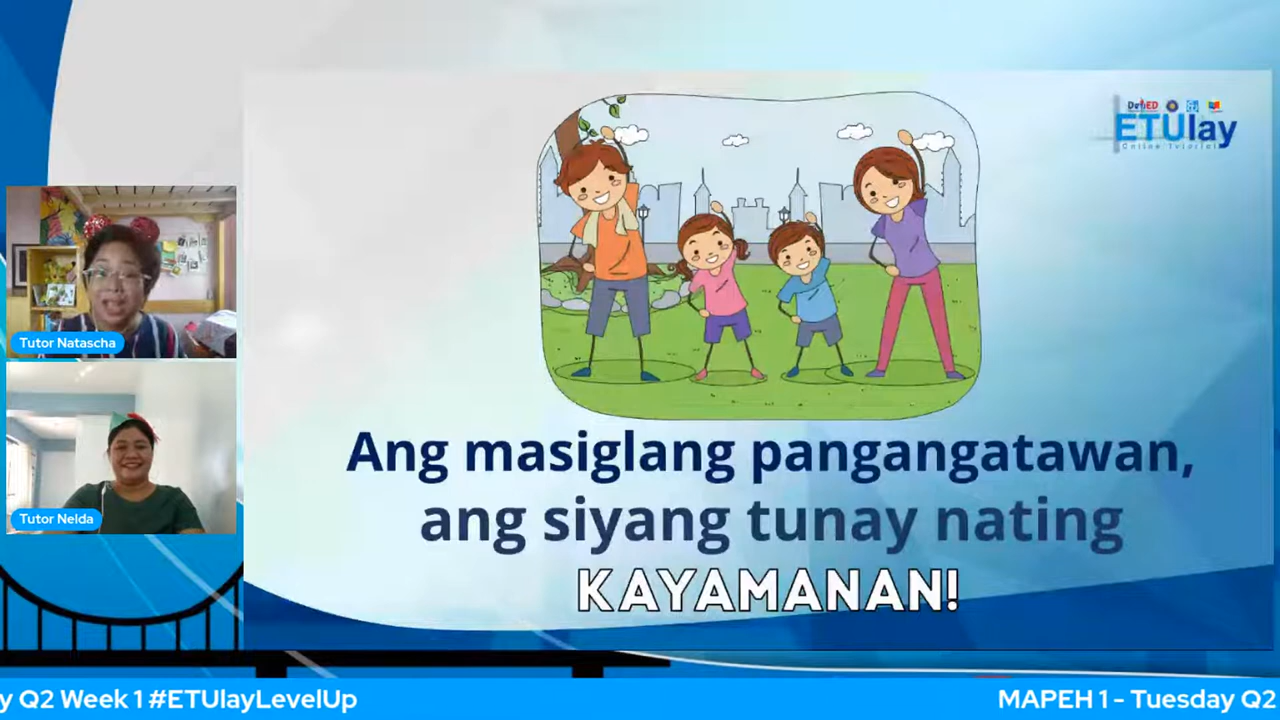 DepED
ETUlay
Online Tutorial
Tutor Natascha
Tutor Nelda
Ang masiglang pangangatawan,
ang siyang tunay nating
KAYAMANAN!
y Q2 Week 1 #ETUlayLevelUp
MAPEH 1 - Tuesday Q2